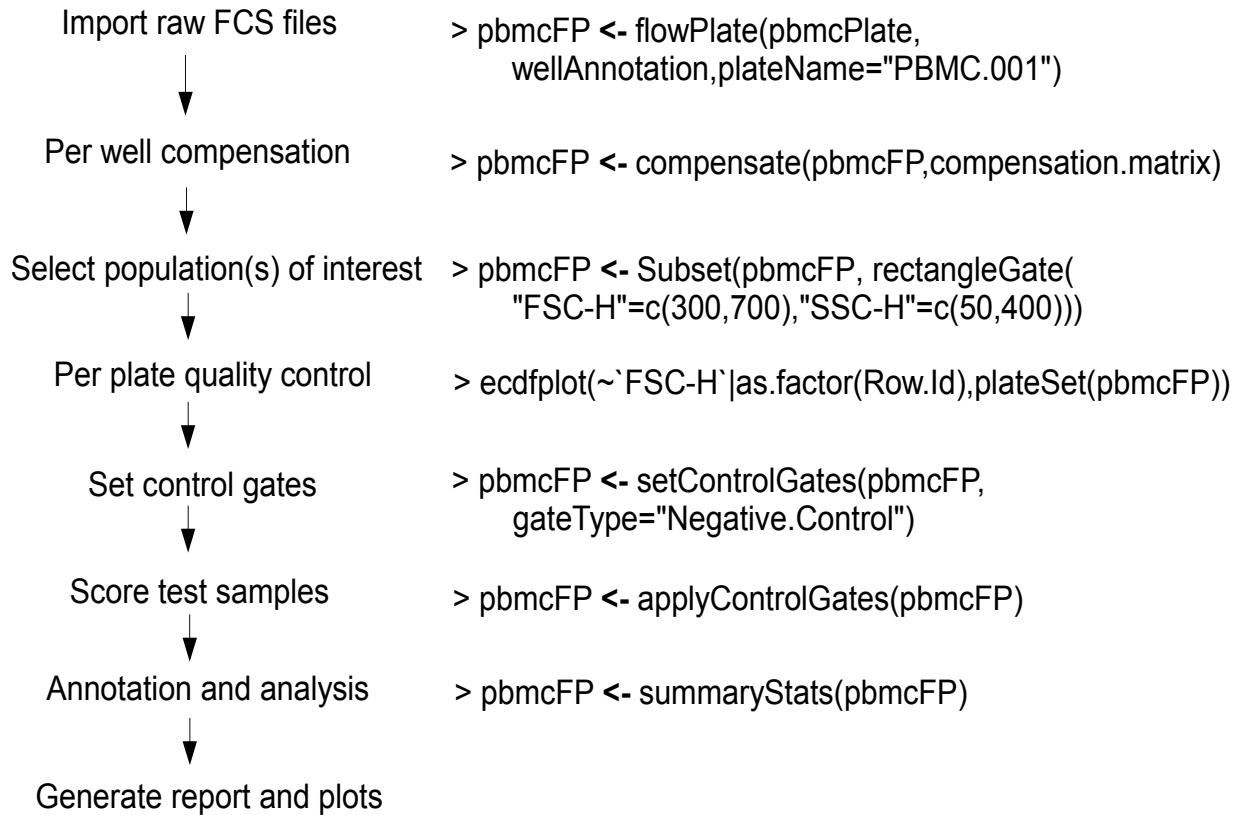 Import raw FCS files
> pbmcFP <- flowPlate(pbmcPlate,
wellAnnotation,plateName="PBMC.001")
Per well compensation
> pbmcFP <- compensate(pbmcFP,compensation.matrix)
Select population(s) of interest
> pbmcFP <- Subset(pbmcFP, rectangleGate(
"FSC-H"=c(300,700),"SSC-H"=c(50,400)))
Per plate quality control
> ecdfplot(~`FSC-H`|as.factor(Row.Id),plateSet(pbmcFP))
Set control gates
> pbmcFP <- setControlGates(pbmcFP,
gateType="Negative.Control")
Score test samples
> pbmcFP <- applyControlGates(pbmcFP)
Annotation and analysis
> pbmcFP <- summaryStats(pbmcFP)
Generate report and plots